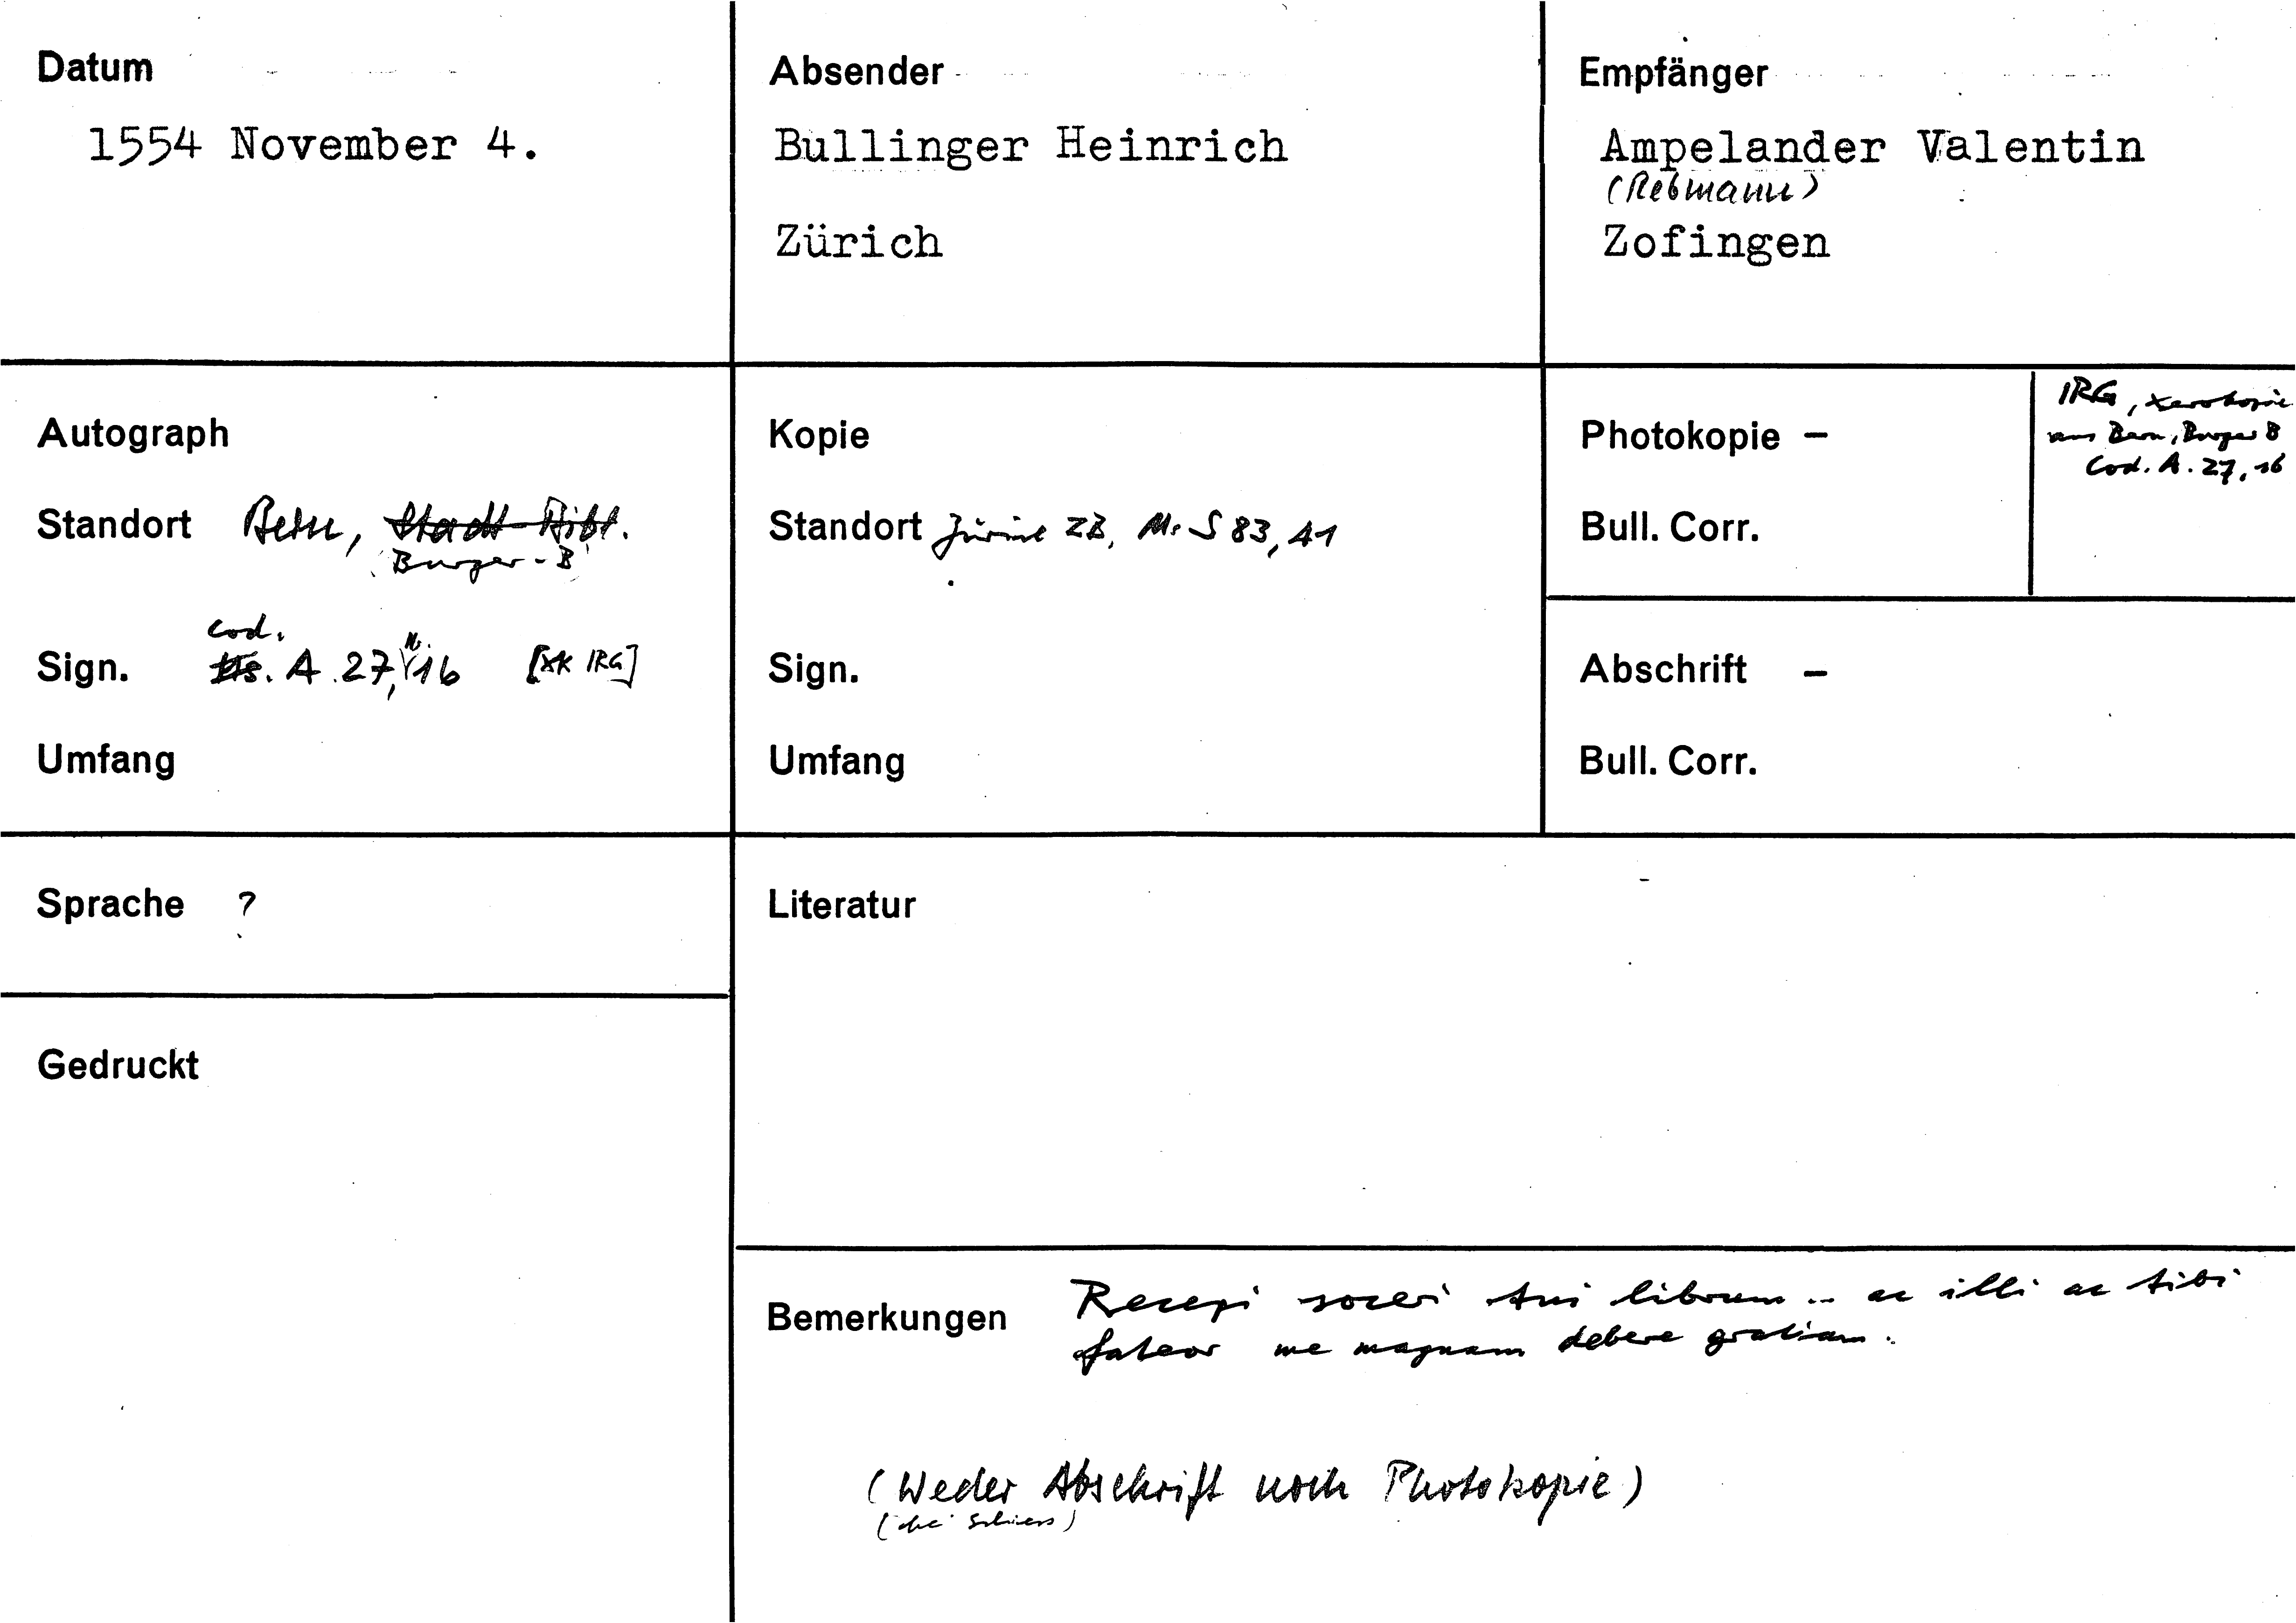 Datum
1554 November 4.
Absender
Bullinger Heinrich
Zürich
Empfänger
Ampelander Valentin
(Rebmann)
Zofingen
Autograph
Standort Bern, Stadt-Bibl.
Burger-B
Cod.
Sign. Hs. A 27, Nr. 16 [XK IRG]
Umfang
Kopie
Standort Zürich ZB, Ms S 83, 41
Sign.
Umfang
Photokopie –
Bull. Corr.
IRG, Xerokopie
aus Bern, Burger B
Cod. A. 27, 16
Abschrift –
Bull. Corr.
Sprache ?
Literatur
Gedruckt
Bemerkungen Recepi soceri tui librum .. ac illi ac tibi
fateor me magnam debere gratiam.
(Weder Abschrift noch Photokopie)
(bei Schiess)